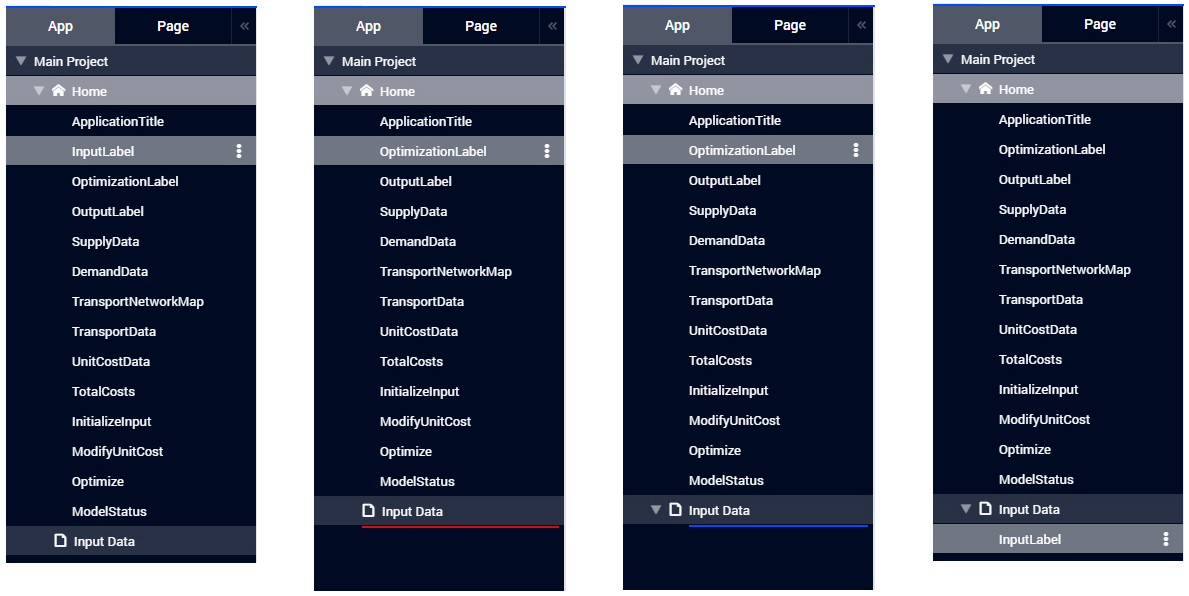 App Page «
Main Project
Home
ApplicationTitle
InputLabel
OptimizationLabel
OutputLabel
SupplyData
DemandData
TransportNetworkMap
TransportData
UnitCostData
TotalCosts
InitializeInput
ModifyUnitCost
Optimize
ModelStatus
Input Data
App Page «
Main Project
Home
ApplicationTitle
OptimizationLabel
OutputLabel
SupplyData
DemandData
TransportNetworkMap
TransportData
UnitCostData
TotalCosts
InitializeInput
ModifyUnitCost
Optimize
ModelStatus
Input Data
App Page «
Main Project
Home
ApplicationTitle
OptimizationLabel
OutputLabel
SupplyData
DemandData
TransportNetworkMap
TransportData
UnitCostData
TotalCosts
InitializeInput
ModifyUnitCost
Optimize
ModelStatus
Input Data
App Page «
Main Project
Home
ApplicationTitle
OptimizationLabel
OutputLabel
SupplyData
DemandData
TransportNetworkMap
TransportData
UnitCostData
TotalCosts
InitializeInput
ModifyUnitCost
Optimize
ModelStatus
Input Data
InputLabel